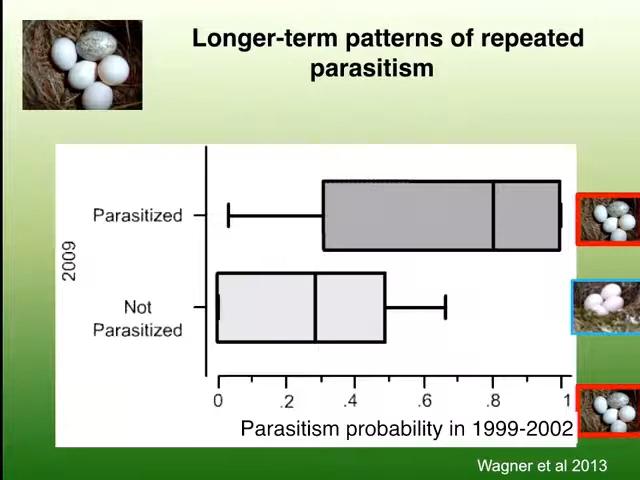 Longer-term patterns of repeated
parasitism
Parasitized
2009
Not
Parasitized
0 .2 .4 .6 .8 1
Parasitism probability in 1999-2002
Wagner et al 2013